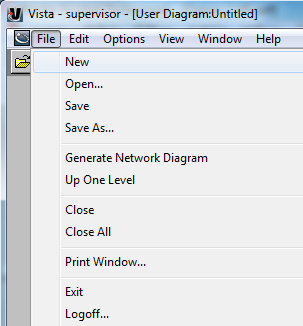 Vista - supervisor - [User Diagram:Untitled]
File Edit Options View Window Help
New
Open...
Save
Save As...
Generate Network Diagram
Up One Level
Close
Close All
Print Window...
Exit
Logoff...